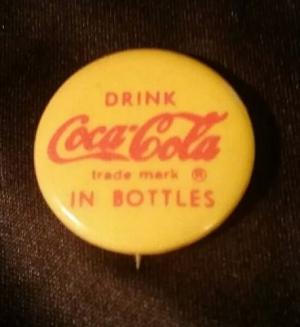 DRINK
Coca-Cola
trade mark ®
IN BOTTLES